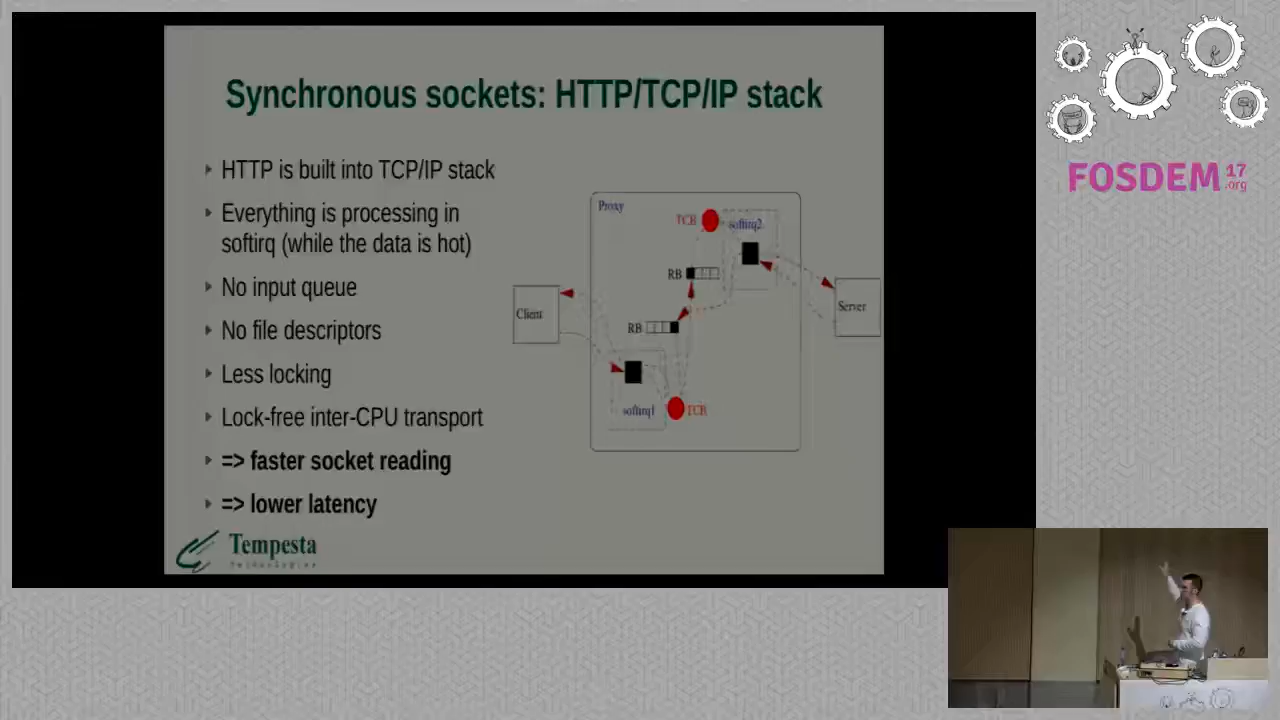 Synchronous sockets: HTTP/TCP/IP stack
HTTP is built into TCP/IP stack
Everything is processing in
softirq (while the data is hot)
No input queue
No file descriptors
Less locking
Lock-free inter-CPU transport
=> faster socket reading
=> lower latency
Tempesta
Technologies
Proxy
TCB
softirq2
RB
Client
Server
RB
softirq1
TCB
FOSDEM 17
.org